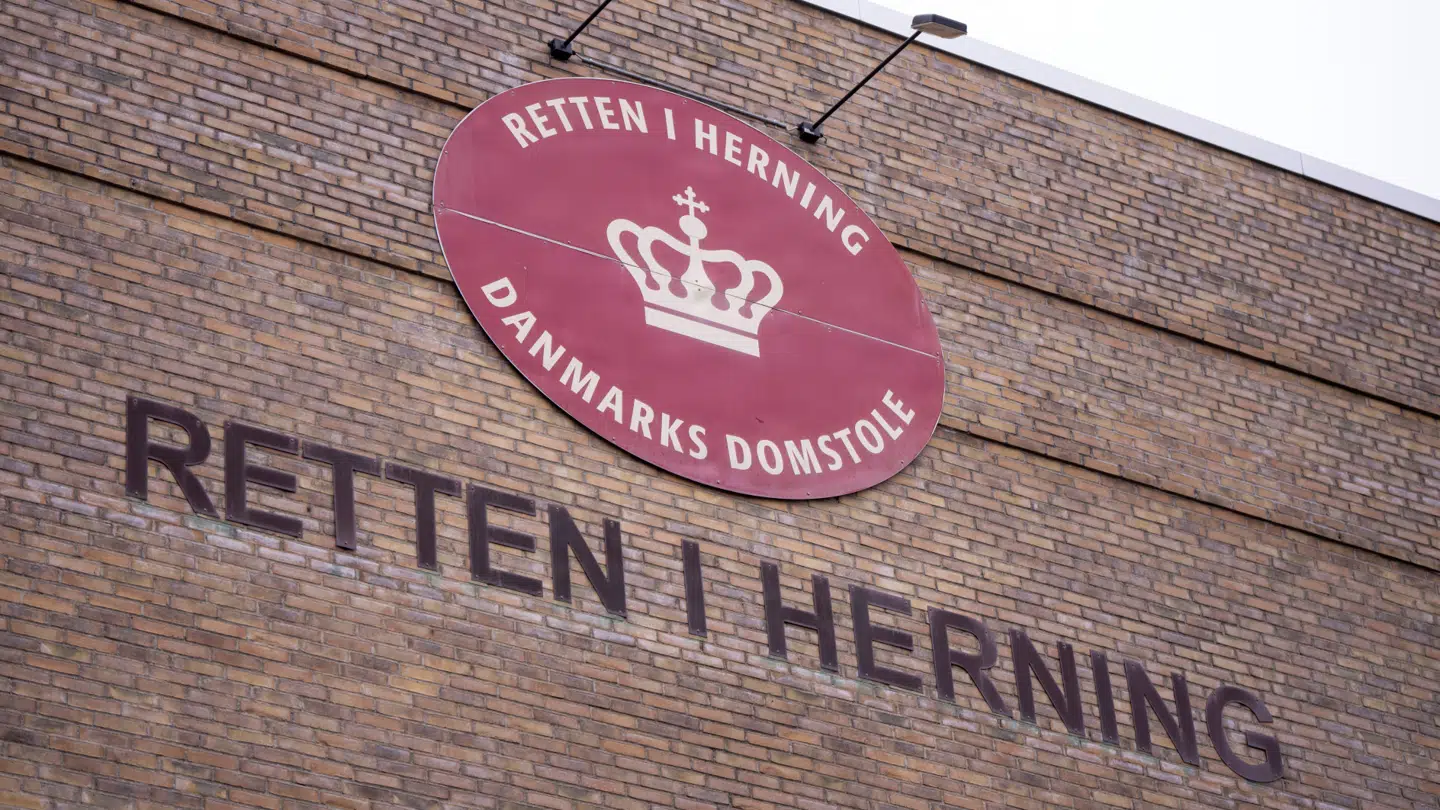 RETTEN I HERNING
DANMARKS DOMSTOLE
RETTEN I HERNING